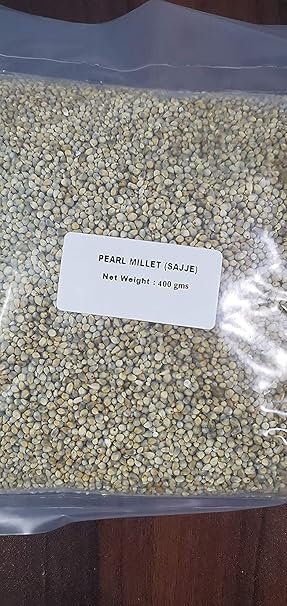 PEARL MILLET (SAJJE)
Net Weight : 400 gms